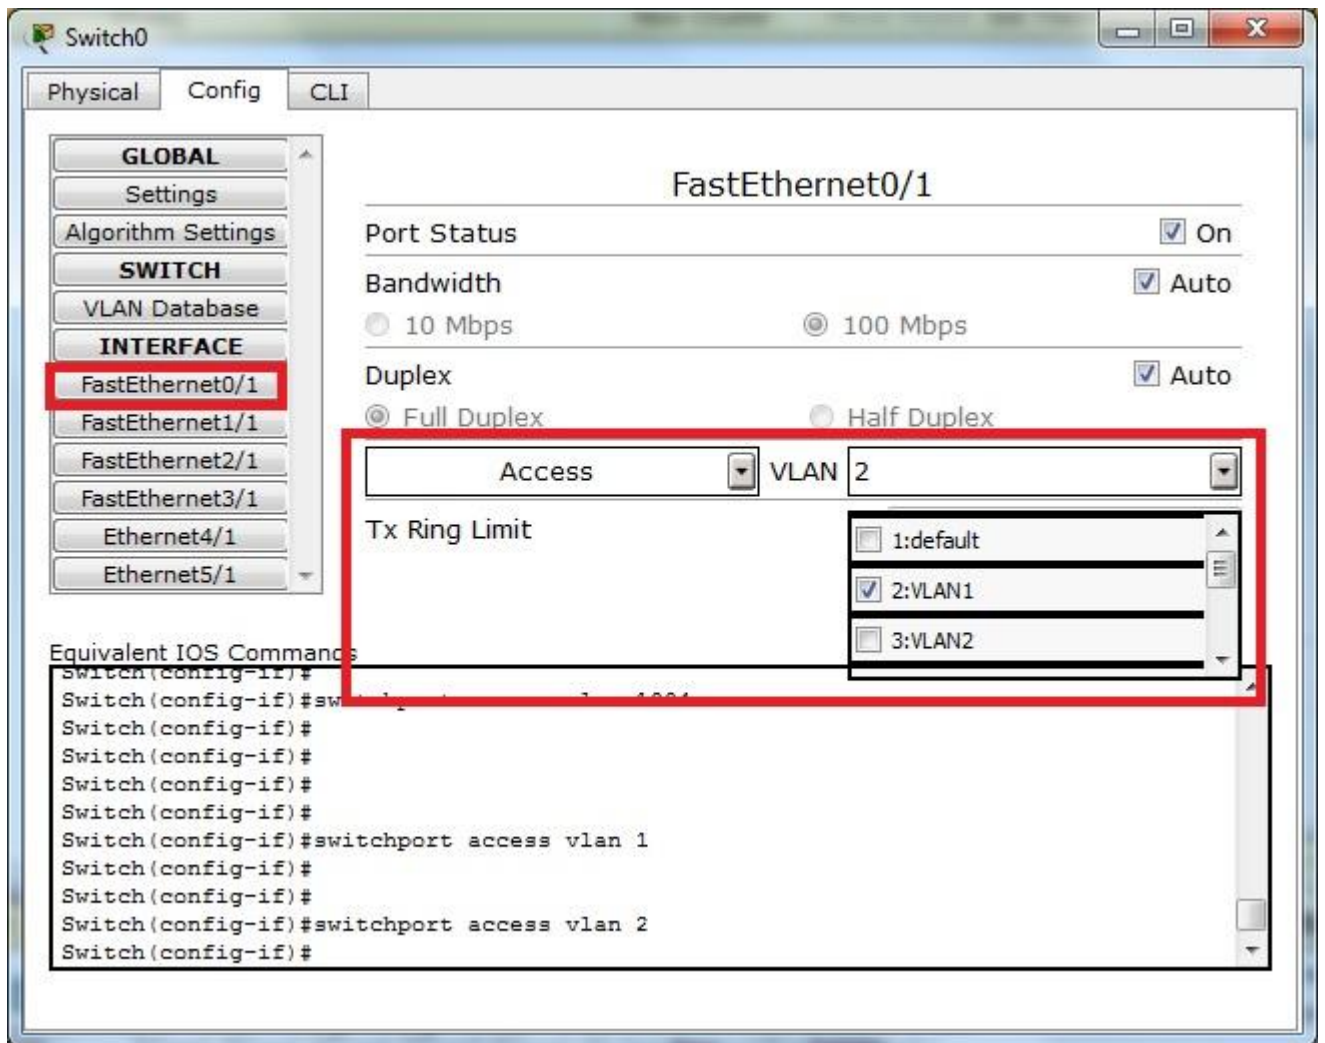 Switch0
Physical Config CLI
GLOBAL
Settings
Algorithm Settings
SWITCH
VLAN Database
INTERFACE
FastEthernet0/1
FastEthernet1/1
FastEthernet2/1
FastEthernet3/1
Ethernet4/1
Ethernet5/1
FastEthernet0/1
Port Status On
Bandwidth Auto
10 Mbps 100 Mbps
Duplex Auto
Full Duplex Half Duplex
Access VLAN 2
Tx Ring Limit
1:default
2:VLAN1
3:VLAN2
Equivalent IOS Commands
Switch(config-if)#
Switch(config-if)#
Switch(config-if)#
Switch(config-if)#
Switch(config-if)#
Switch(config-if)#
Switch(config-if)#switchport access vlan 1
Switch(config-if)#
Switch(config-if)#
Switch(config-if)#switchport access vlan 2
Switch(config-if)#